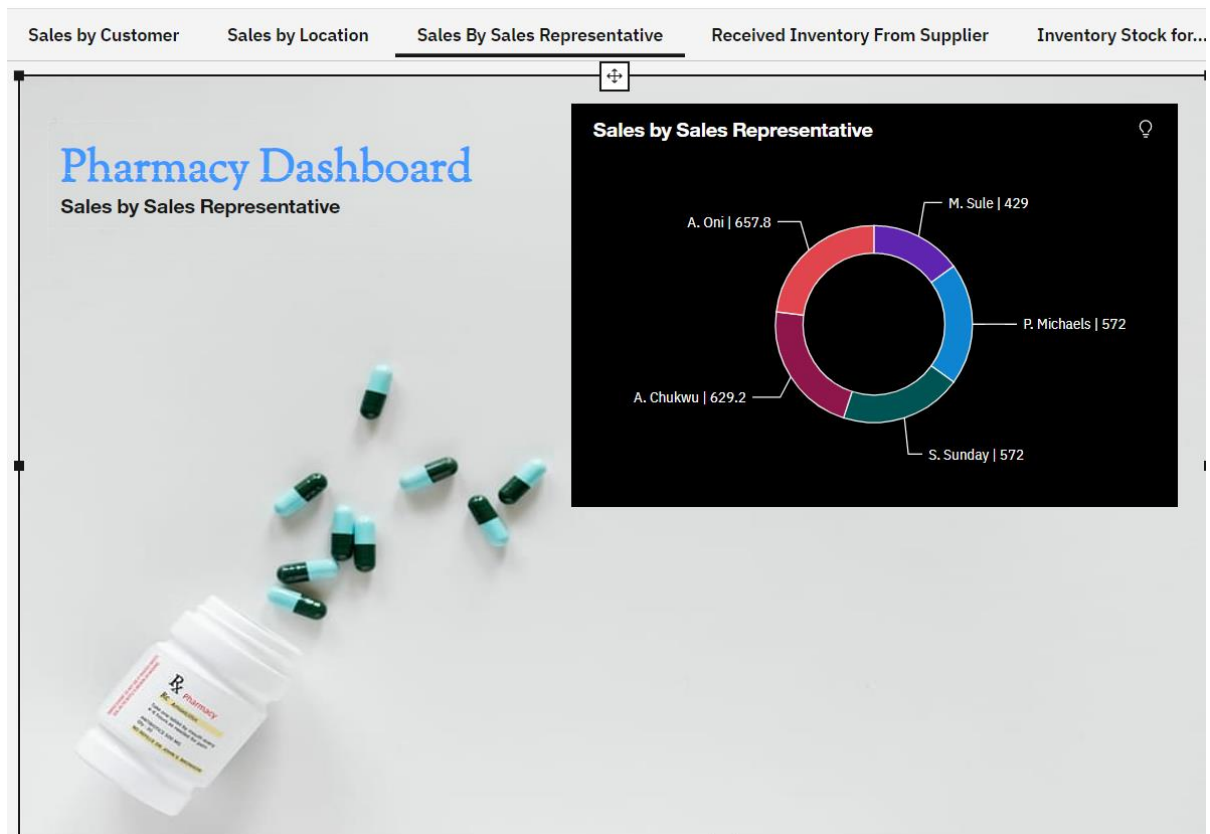 Sales by Customer
Sales by Location
Sales By Sales Representative
Received Inventory From Supplier
Inventory Stock for...
Pharmacy Dashboard
Sales by Sales Representative
Sales by Sales Representative
M. Sule | 429
A. Oni | 657.8
P. Michaels | 572
A. Chukwu | 629.2
S. Sunday | 572
Rx
Pharmacy